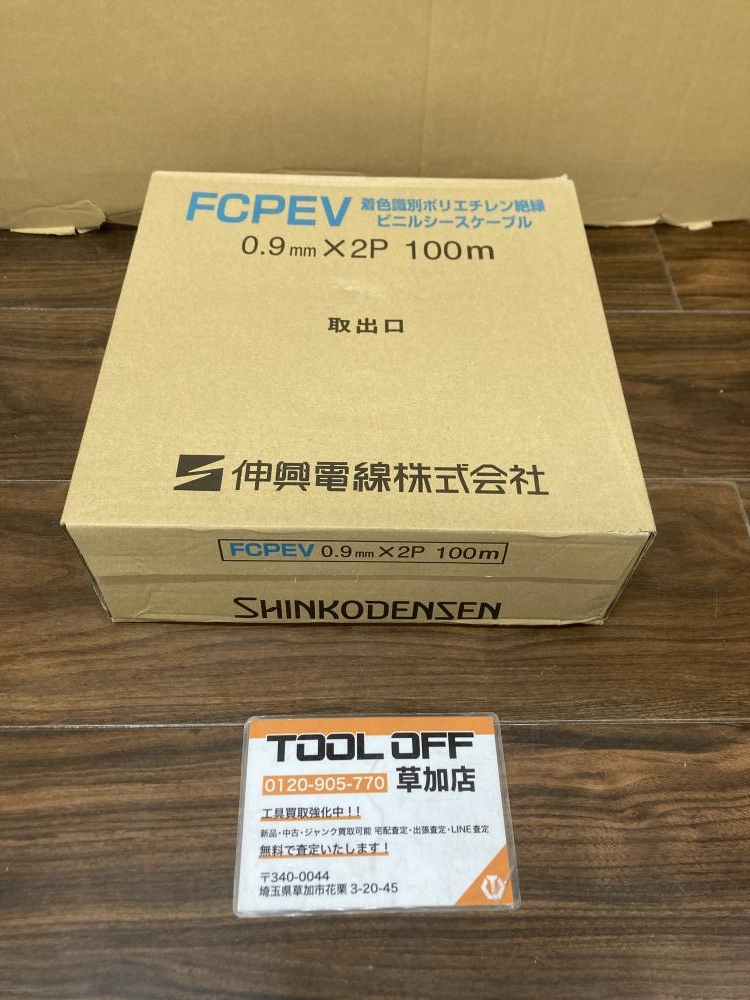 FCPEV 着色識別ポリエチレン絶縁
ビニルシースケーブル
0.9mm×2P 100m
取出口
伸興電線株式会社
FCPEV 0.9mm×2P 100m
SHINKODENSEN
TOOL OFF
0120-905-770 草加店
工具買取強化中!!
新品・中古・ジャンク買取可能 宅配査定・出張査定・LINE査定
無料で査定いたします!
〒340-0044
埼玉県草加市花栗3-20-45